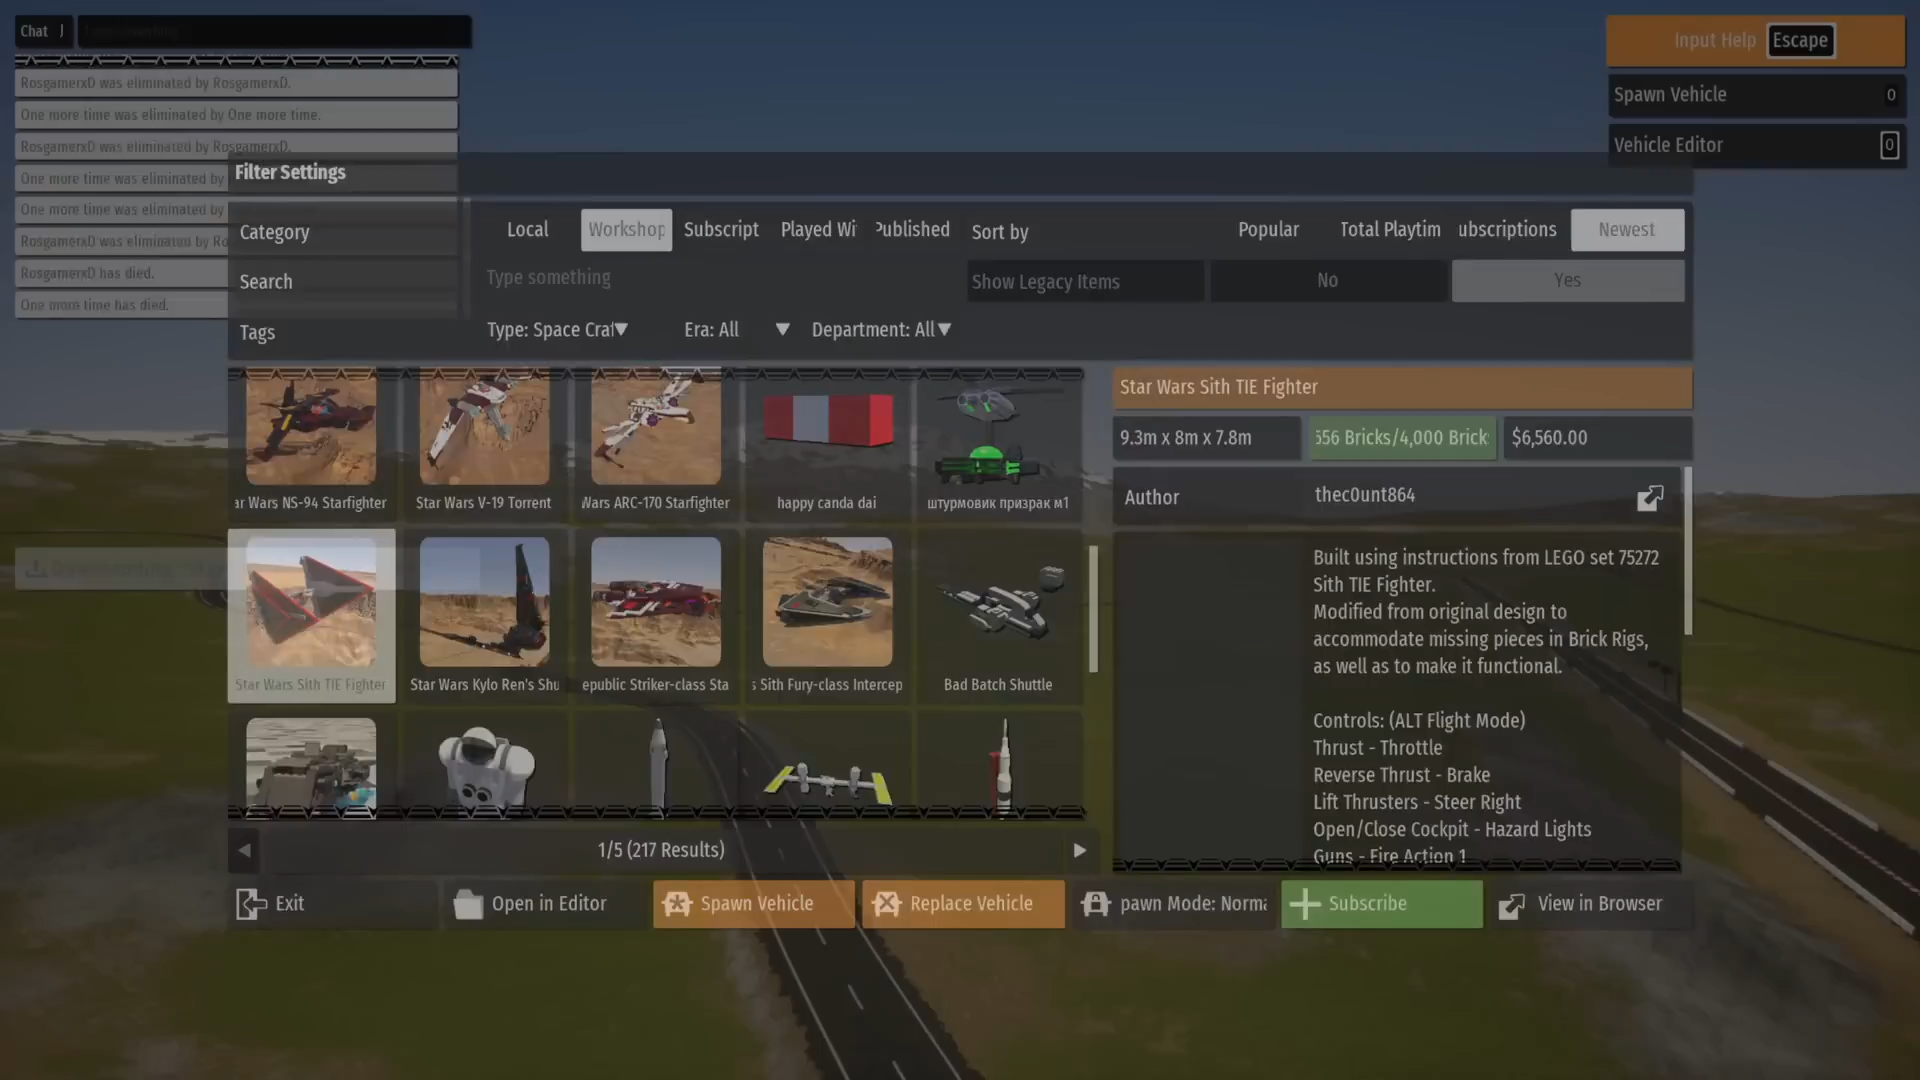 Chat J
RosgamerxD was eliminated by RosgamerxD.
One more time was eliminated by One more time.
RosgamerxD was eliminated by RosgamerxD.
One more time was eliminated by
One more time was eliminated by
RosgamerxD was eliminated by Ro
RosgamerxD has died.
One more time has died.
Input Help Escape
Spawn Vehicle 0
Vehicle Editor 0
Filter Settings
Category
Local Workshop Subscript Played Wi Published
Sort by Popular Total Playtim ubscriptions Newest
Search Type something
Show Legacy Items No Yes
Tags Type: Space Craf Era: All Department: All
ar Wars NS-94 Starfighter
Star Wars V-19 Torrent
Wars ARC-170 Starfighter
happy canda dai
штурмовик призрак м1
Star Wars Sith TIE Fighter
Star Wars Kylo Ren's Shu
epublic Striker-class Sta
s Sith Fury-class Intercep
Bad Batch Shuttle
1/5 (217 Results)
Star Wars Sith TIE Fighter
9.3m x 8m x 7.8m
556 Bricks/4,000 Brick
$6,560.00
Author thec0unt864
Built using instructions from LEGO set 75272
Sith TIE Fighter.
Modified from original design to
accommodate missing pieces in Brick Rigs,
as well as to make it functional.
Controls: (ALT Flight Mode)
Thrust - Throttle
Reverse Thrust - Brake
Lift Thrusters - Steer Right
Open/Close Cockpit - Hazard Lights
Guns - Fire Action 1
Exit
Open in Editor
Spawn Vehicle
Replace Vehicle
pawn Mode: Norma
Subscribe
View in Browser